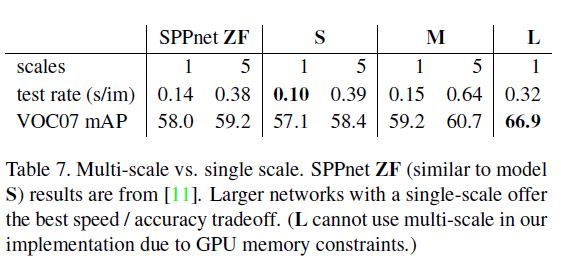 SPPnet ZF S M L
scales 1 5 1 5 1 5 1
test rate (s/im) 0.14 0.38 0.10 0.39 0.15 0.64 0.32
VOC07 mAP 58.0 59.2 57.1 58.4 59.2 60.7 66.9
Table 7. Multi-scale vs. single scale. SPPnet ZF (similar to model
S) results are from [11]. Larger networks with a single-scale offer
the best speed / accuracy tradeoff. (L cannot use multi-scale in our
implementation due to GPU memory constraints.)